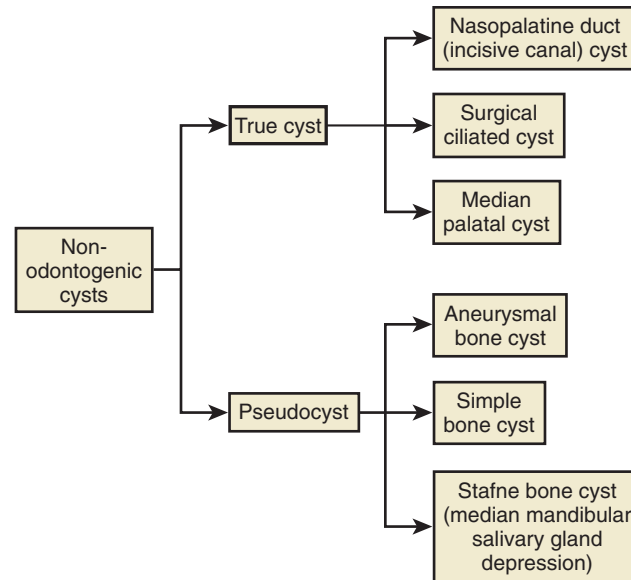 Non-
odontogenic
cysts
True cyst
Nasopalatine duct
(incisive canal) cyst
Surgical
ciliated cyst
Median
palatal cyst
Pseudocyst
Aneurysmal
bone cyst
Simple
bone cyst
Stafne bone cyst
(median mandibular
salivary gland
depression)